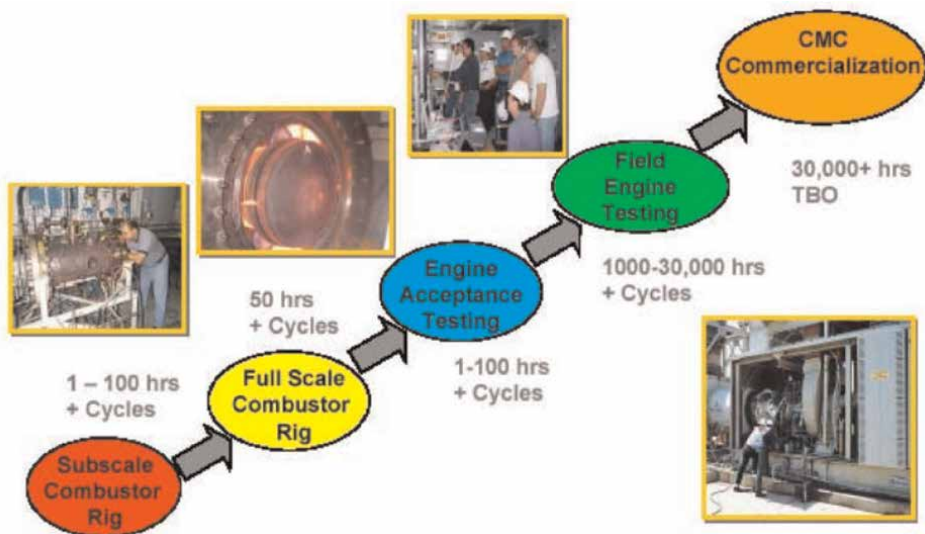 CMC
Commercialization
30,000+ hrs
TBO
Field
Engine
Testing
1000-30,000 hrs
+ Cycles
Engine
Acceptance
Testing
1-100 hrs
+ Cycles
50 hrs
+ Cycles
Full Scale
Combustor
Rig
1 – 100 hrs
+ Cycles
Subscale
Combustor
Rig